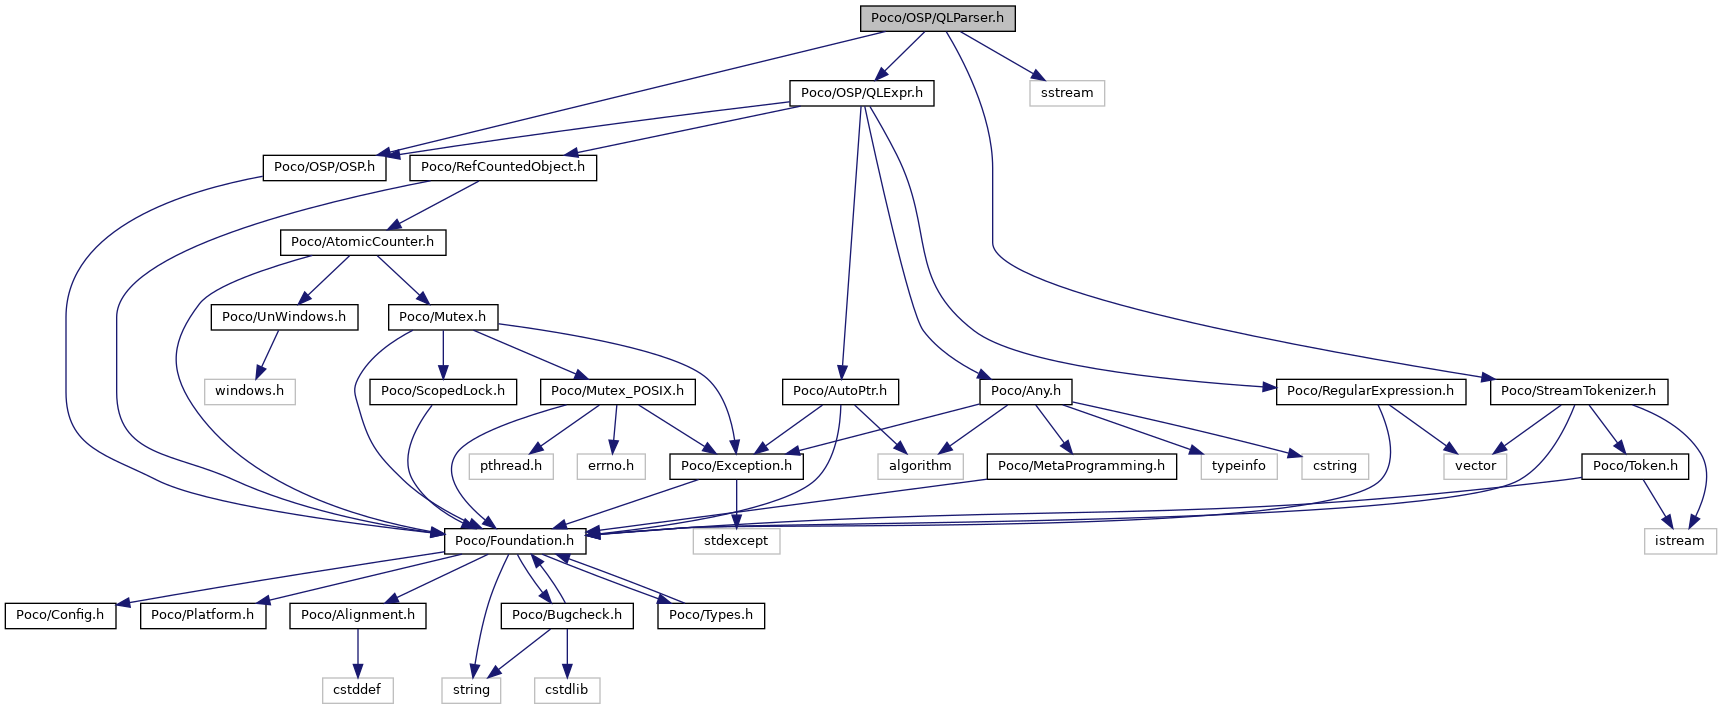 Poco/OSP/QLParser.h
Poco/OSP/QLExpr.h
sstream
Poco/OSP/OSP.h
Poco/RefCountedObject.h
Poco/AtomicCounter.h
Poco/UnWindows.h
Poco/Mutex.h
windows.h
Poco/ScopedLock.h
Poco/Mutex_POSIX.h
Poco/AutoPtr.h
Poco/Any.h
Poco/RegularExpression.h
Poco/StreamTokenizer.h
pthread.h
errno.h
Poco/Exception.h
algorithm
Poco/MetaProgramming.h
typeinfo
cstring
vector
Poco/Token.h
Poco/Foundation.h
stdexcept
istream
Poco/Config.h
Poco/Platform.h
Poco/Alignment.h
Poco/Bugcheck.h
Poco/Types.h
cstddef
string
cstdlib